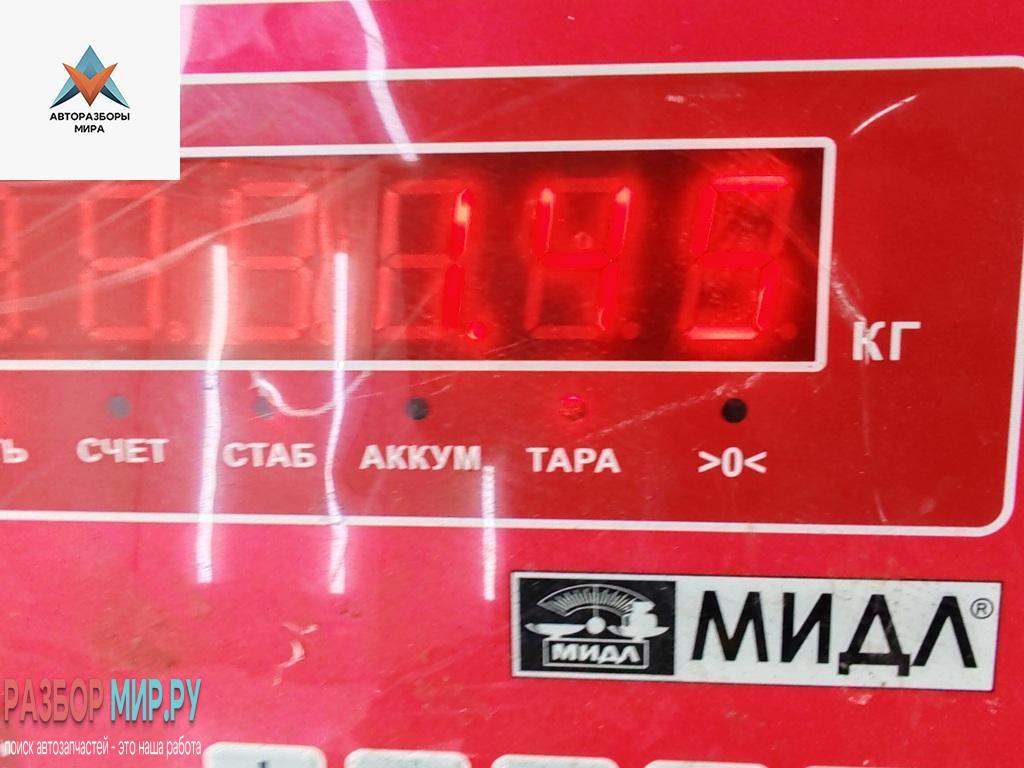 АВТОРАЗБОРЫ
МИРА
1.45
КГ
СЧЕТ СТАБ АККУМ. ТАРА >0<
МИДЛ
МИДЛ®
РАЗБОР МИР.РУ
поиск автозапчастей - это наша работа